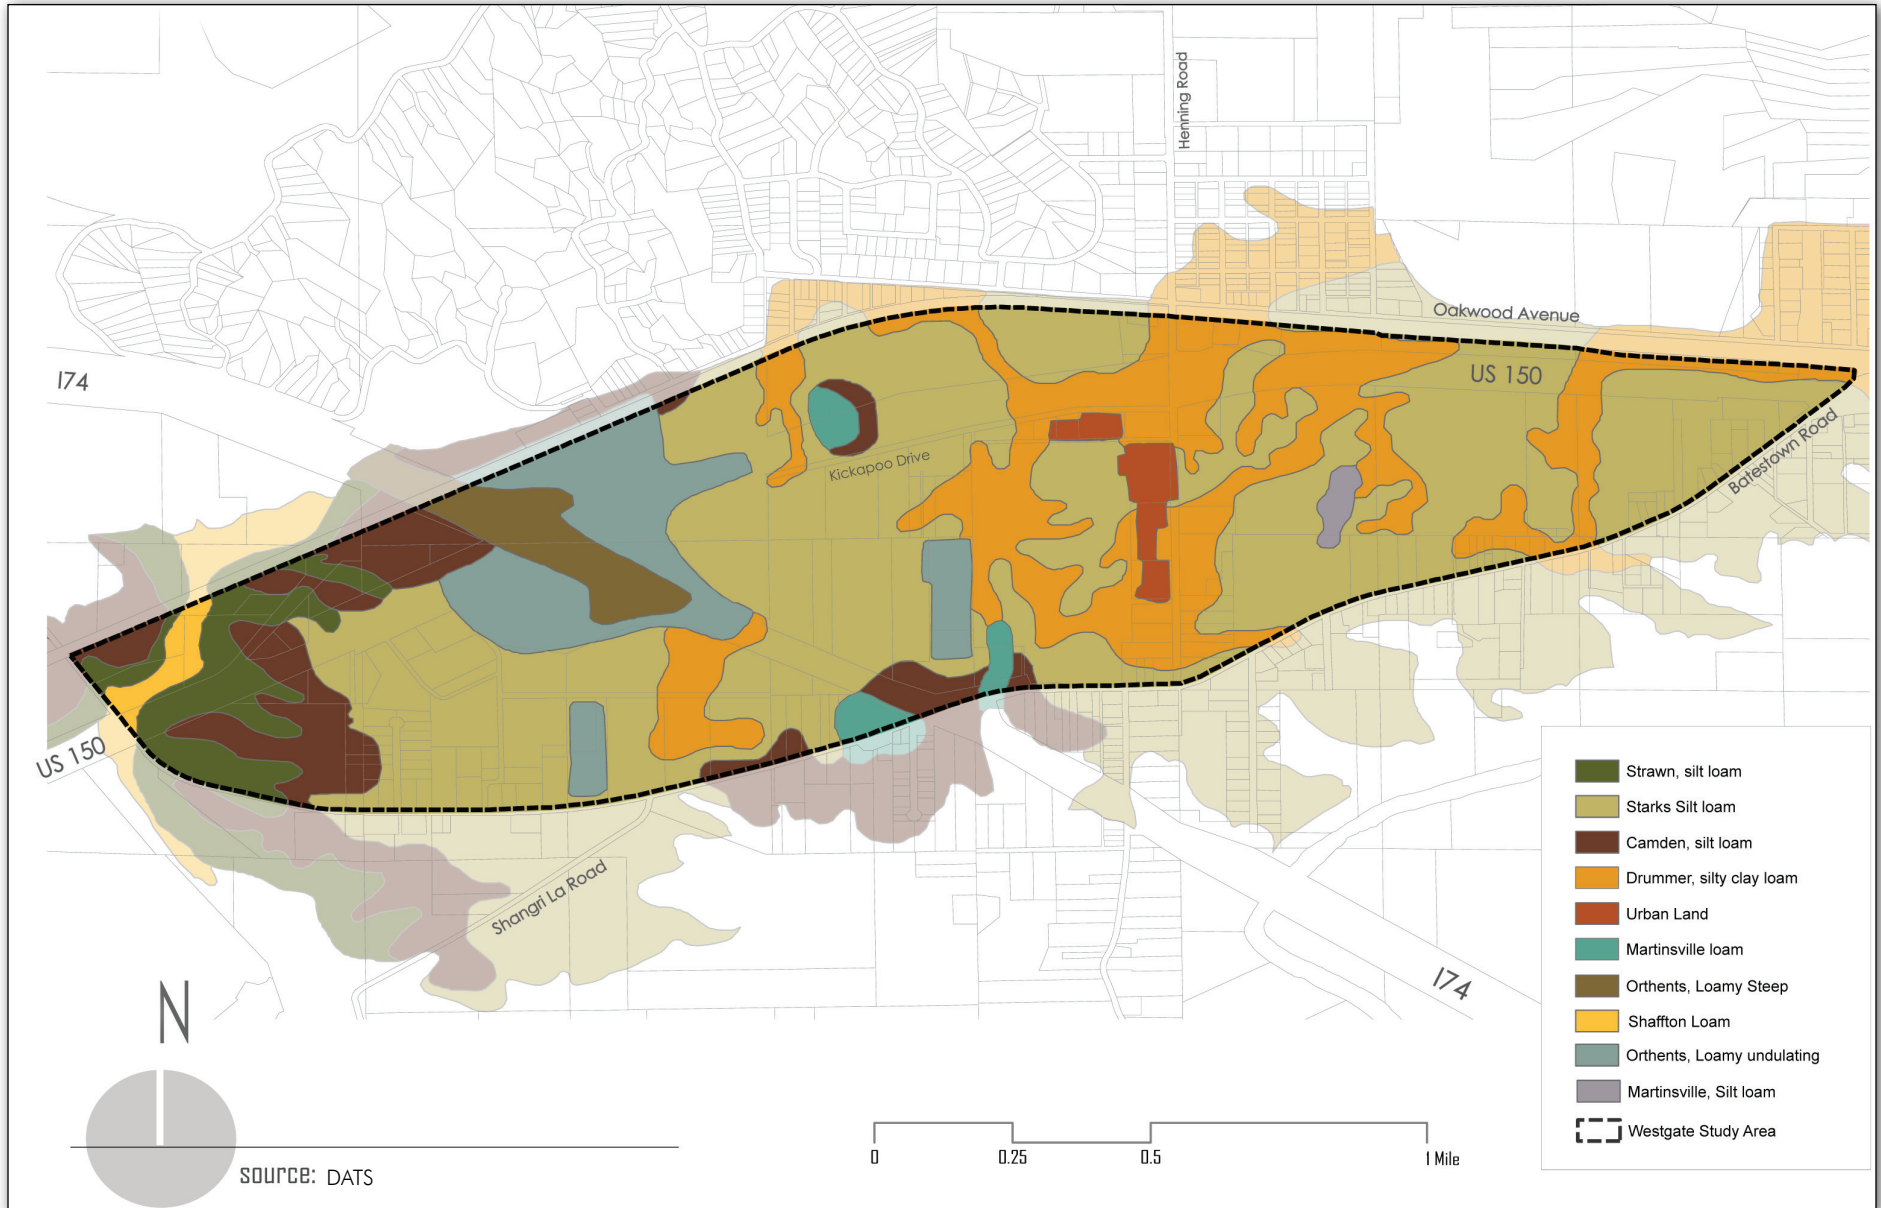 Henning Road
Oakwood Avenue
I74
US 150
Kickapoo Drive
Batestown Road
US 150
Shangri La Road
I74
Strawn, silt loam
Starks Silt loam
Camden, silt loam
Drummer, silty clay loam
Urban Land
Martinsville loam
Orthents, Loamy Steep
Shaffton Loam
Orthents, Loamy undulating
Martinsville, Silt loam
Westgate Study Area
N
source: DATS
0 0.25 0.5 1 Mile